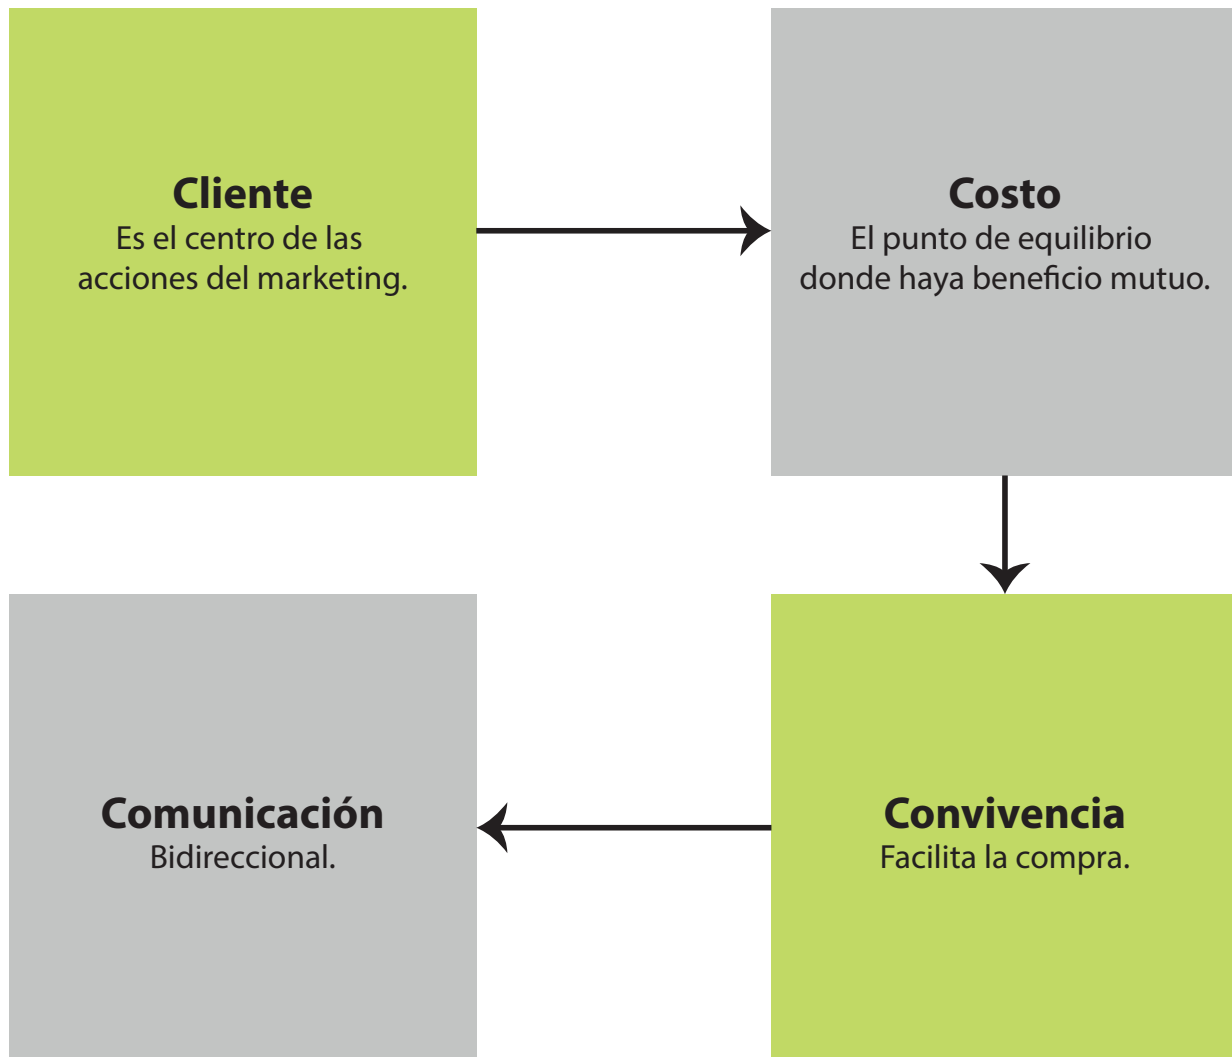 Cliente
Es el centro de las
acciones del marketing.
Costo
El punto de equilibrio
donde haya beneficio mutuo.
Convivencia
Facilita la compra.
Comunicación
Bidireccional.